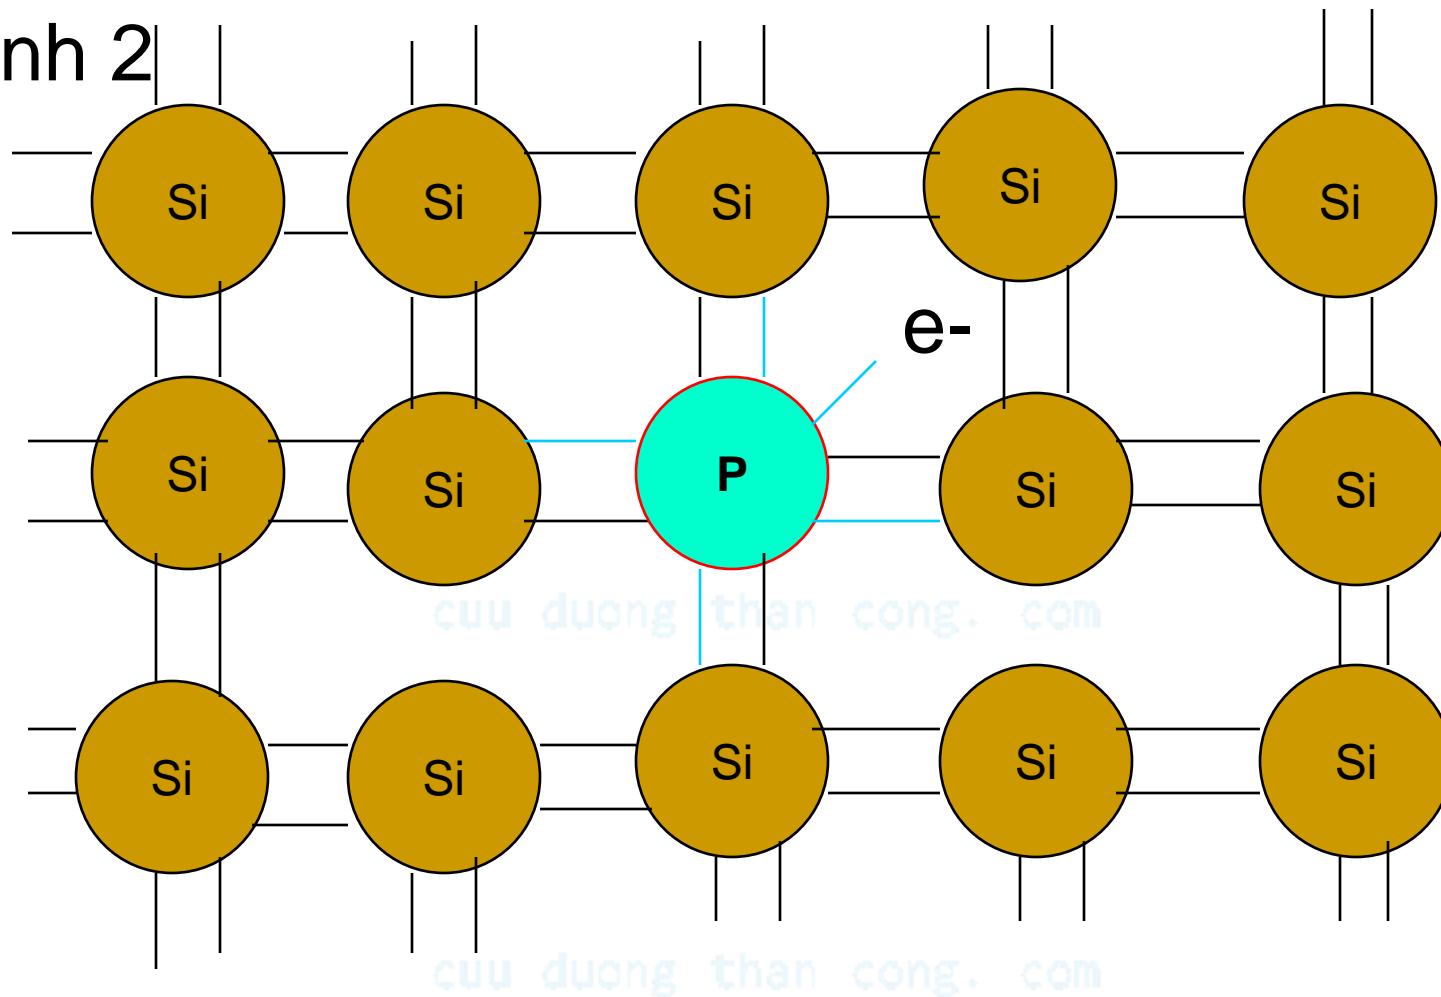 nh 2
Si Si Si Si Si
e-
Si Si P Si Si
cuu duong than cong. com
Si Si Si Si Si
cuu duong than cong. com